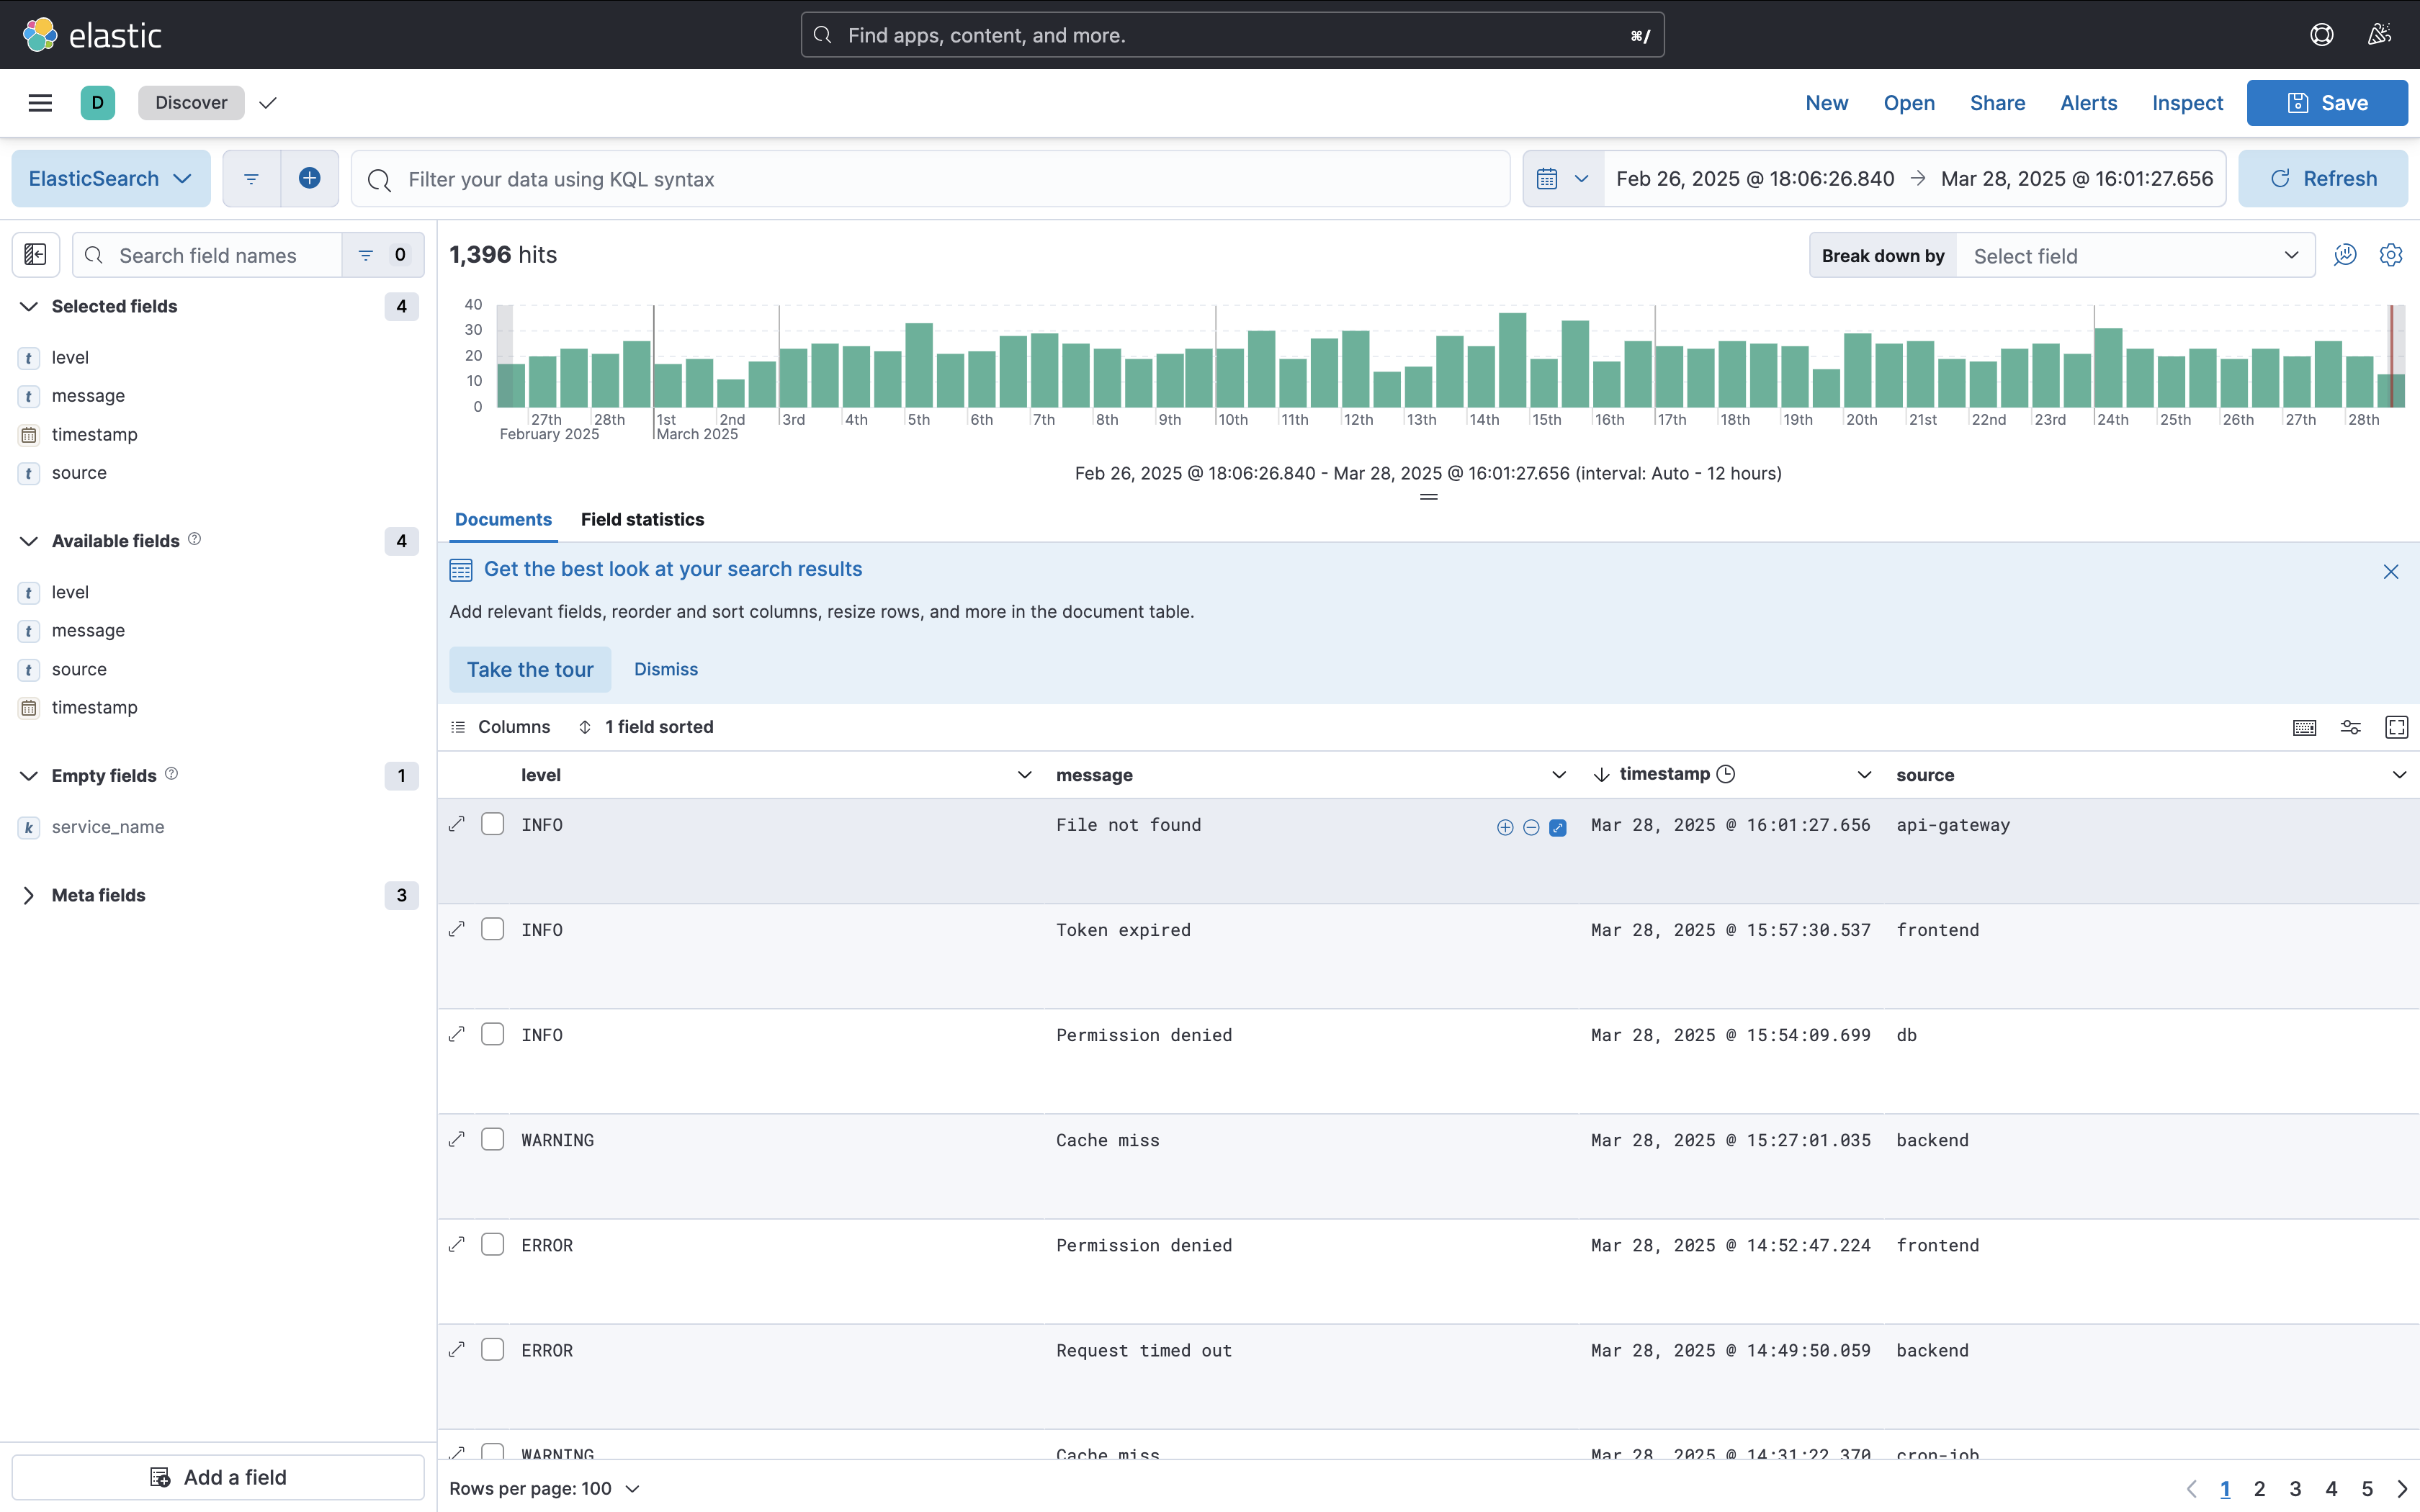 elastic
Find apps, content, and more.
⌘/
D
Discover
New
Open
Share
Alerts
Inspect
Save
ElasticSearch
Filter your data using KQL syntax
Feb 26, 2025 @ 18:06:26.840 → Mar 28, 2025 @ 16:01:27.656
Refresh
Search field names
0
Selected fields
4
t level
t message
timestamp
t source
Available fields
4
t level
t message
t source
timestamp
Empty fields
1
k service_name
Meta fields
3
Add a field
1,396 hits
Break down by
Select field
40
30
20
10
0
27th 28th 1st 2nd 3rd 4th 5th 6th 7th 8th 9th 10th 11th 12th 13th 14th 15th 16th 17th 18th 19th 20th 21st 22nd 23rd 24th 25th 26th 27th 28th
February 2025 March 2025
Feb 26, 2025 @ 18:06:26.840 - Mar 28, 2025 @ 16:01:27.656 (interval: Auto - 12 hours)
Documents
Field statistics
Get the best look at your search results
Add relevant fields, reorder and sort columns, resize rows, and more in the document table.
Take the tour
Dismiss
Columns
1 field sorted
level message timestamp source
INFO File not found Mar 28, 2025 @ 16:01:27.656 api-gateway
INFO Token expired Mar 28, 2025 @ 15:57:30.537 frontend
INFO Permission denied Mar 28, 2025 @ 15:54:09.699 db
WARNING Cache miss Mar 28, 2025 @ 15:27:01.035 backend
ERROR Permission denied Mar 28, 2025 @ 14:52:47.224 frontend
ERROR Request timed out Mar 28, 2025 @ 14:49:50.059 backend
WARNING Cache miss Mar 28, 2025 @ 14:31:22.370 cron-job
Rows per page: 100
1 2 3 4 5